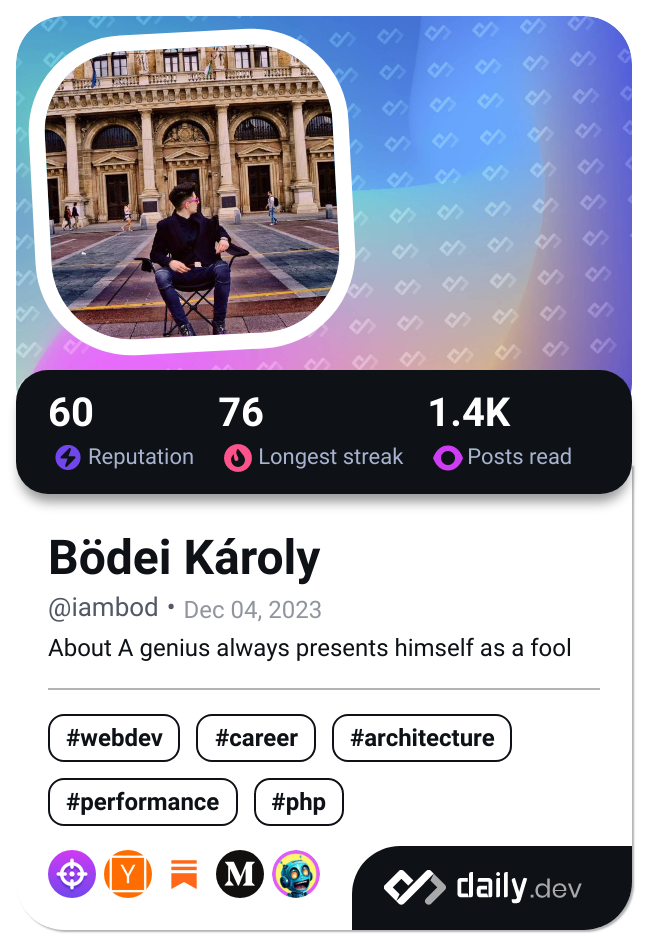 60 76 1.4K
Reputation Longest streak Posts read
Bödei Károly
@iambod • Dec 04, 2023
About A genius always presents himself as a fool
#webdev #career #architecture
#performance #php
Y M daily.dev